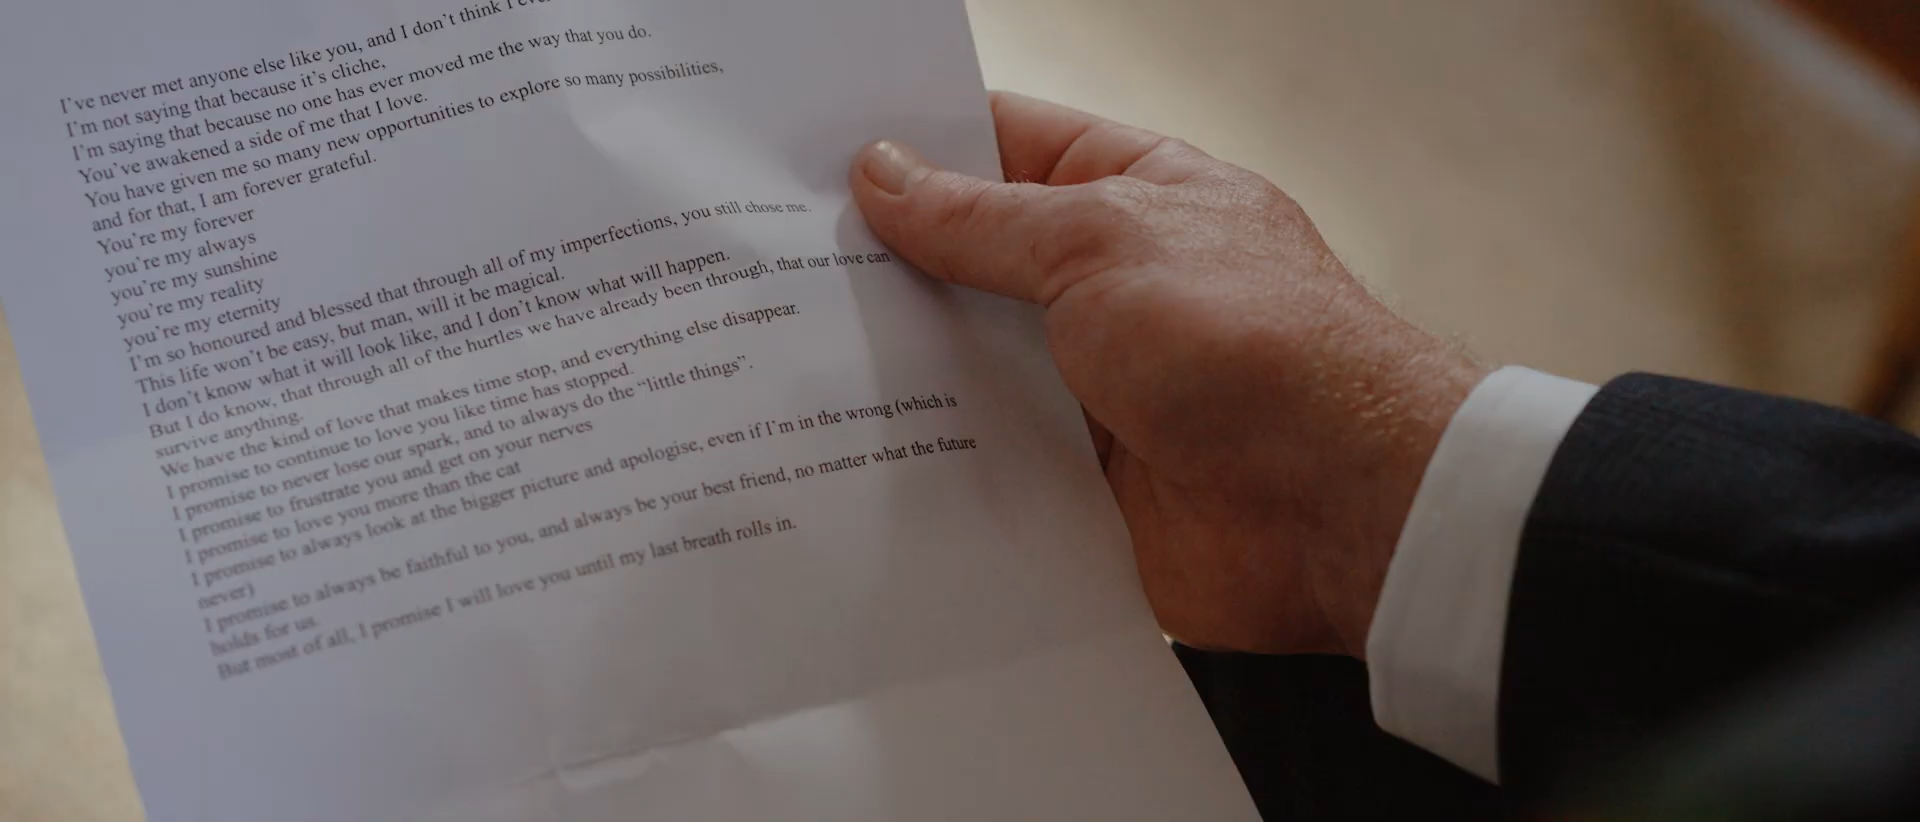 I've never met anyone else like you, and I don't think I
I'm not saying that because it's cliche,
I'm saying that because no one has ever moved me the way that you do.
You've awakened a side of me that I love.
You have given me so many new opportunities to explore so many possibilities,
and for that, I am forever grateful.
You're my forever
you're my always
you're my sunshine
you're my reality
you're my eternity
I'm so honoured and blessed that through all of my imperfections, you still chose me.
This life won't be easy, but man, will it be magical.
I don't know what it will look like, and I don't know what will happen.
But I do know, that through all of the hurtles we have already been through, that our love can
survive anything.
We have the kind of love that makes time stop, and everything else disappear.
I promise to continue to love you like time has stopped.
I promise to never lose our spark, and to always do the “little things”.
I promise to frustrate you and get on your nerves
I promise to love you more than the cat
I promise to always look at the bigger picture and apologise, even if I'm in the wrong (which is
never)
I promise to always be faithful to you, and always be your best friend, no matter what the future
holds for us.
But most of all, I promise I will love you until my last breath rolls in.